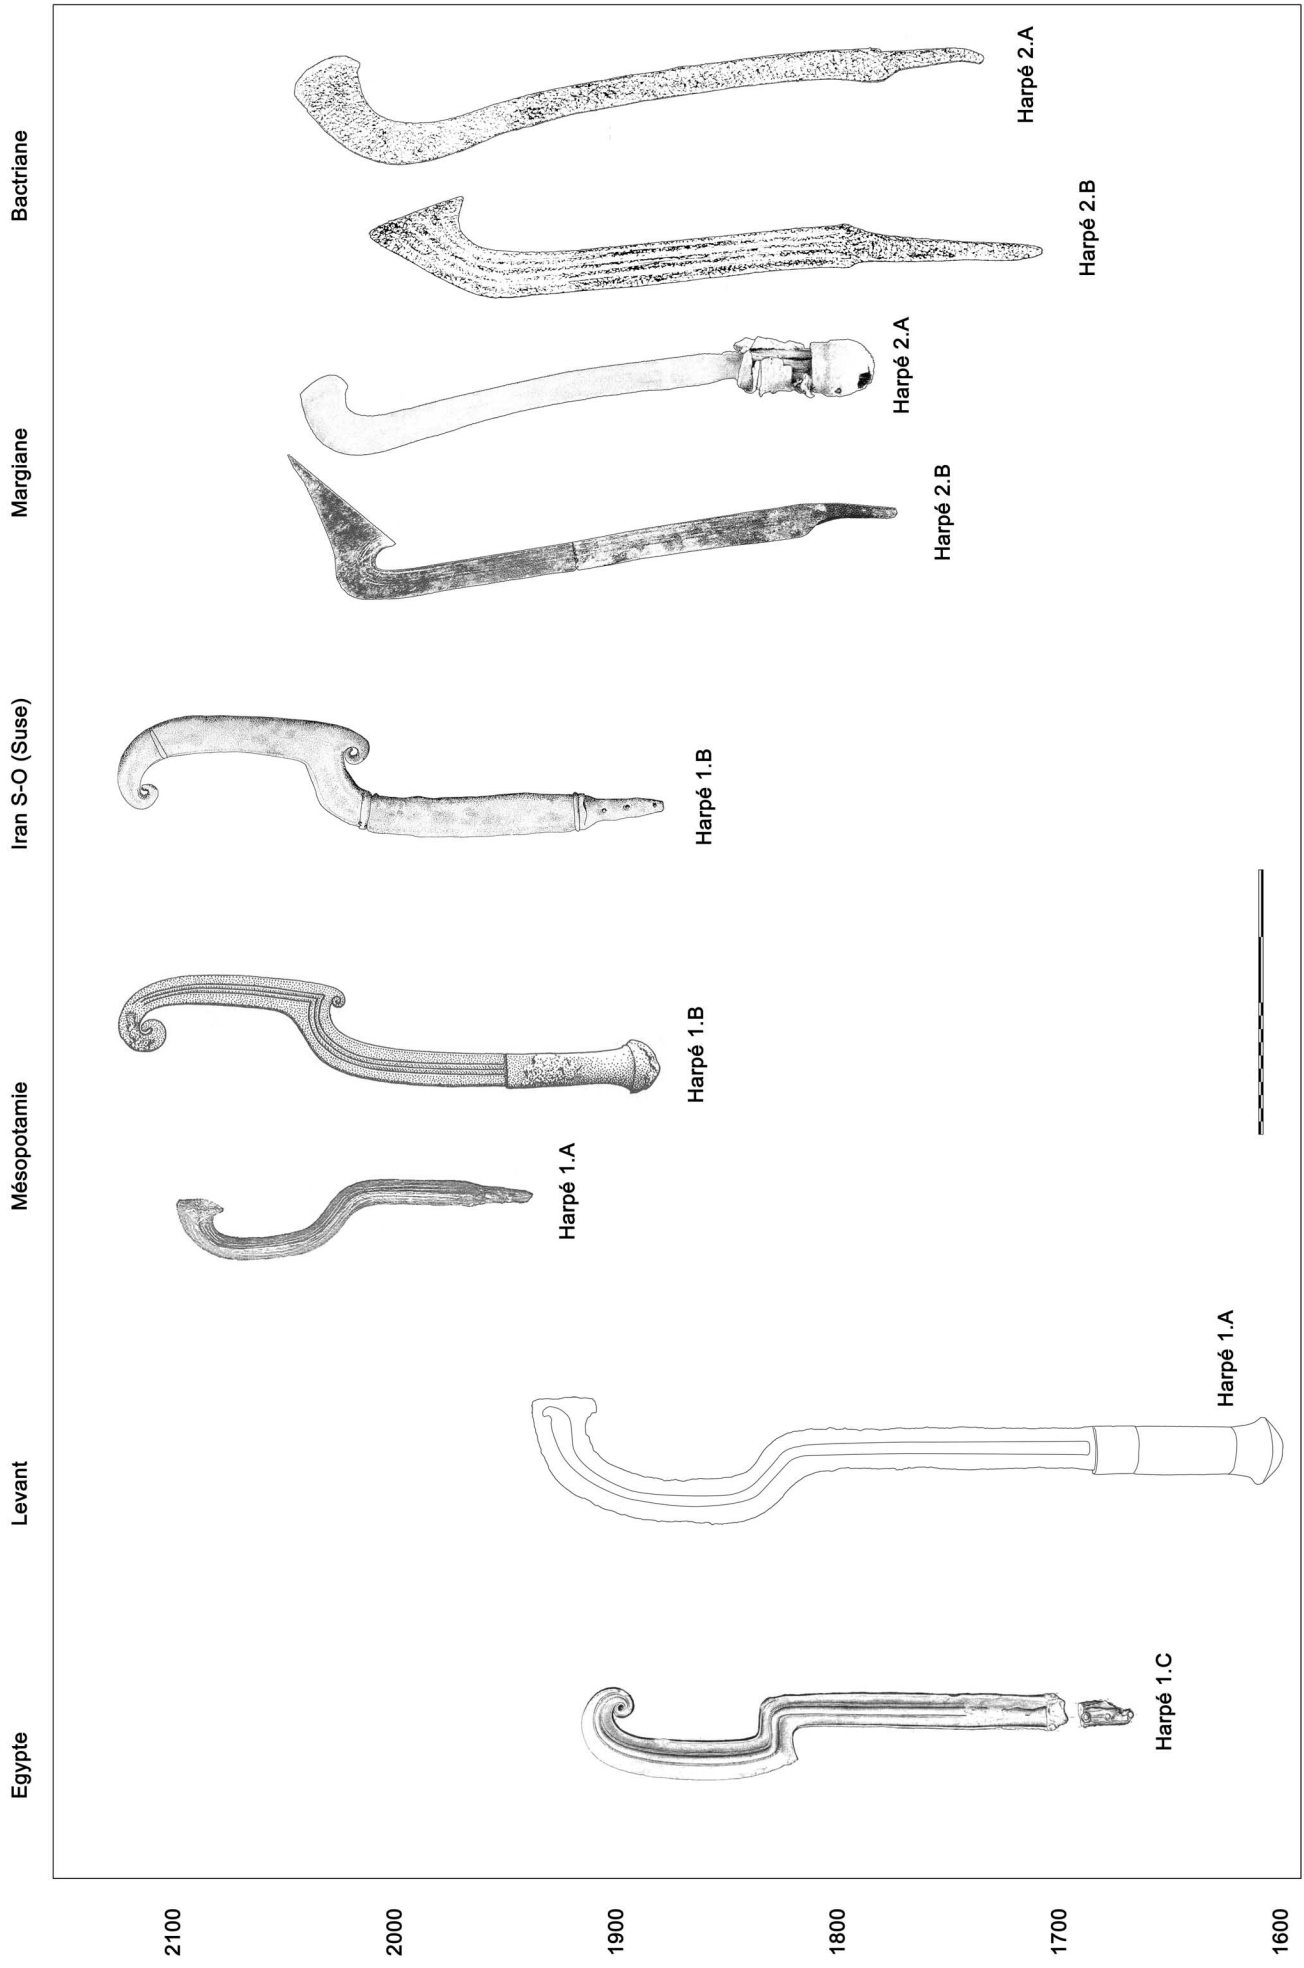 Egypte
Levant
Mésopotamie
Iran S-O (Suse)
Margiane
Bactriane
2100
2000
1900
1800
1700
1600
Harpé 1.C
Harpé 1.A
Harpé 1.A
Harpé 1.B
Harpé 1.B
Harpé 2.B
Harpé 2.A
Harpé 2.B
Harpé 2.A